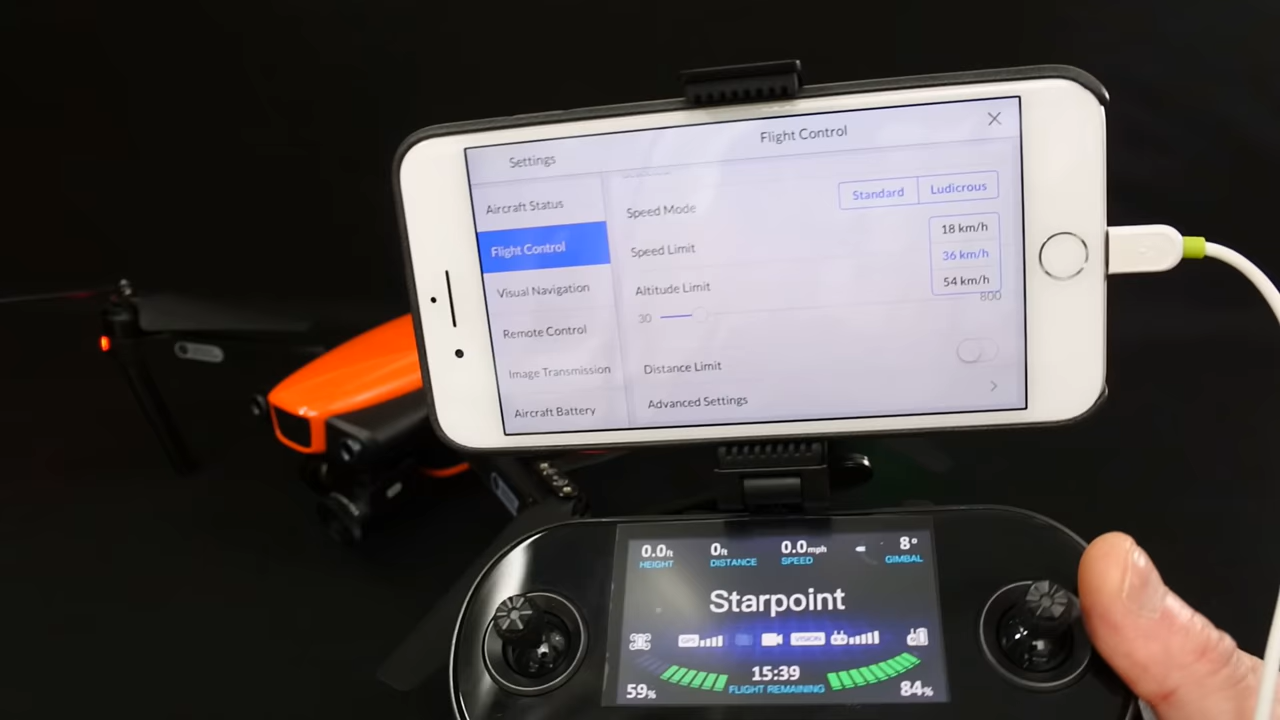 Settings
Flight Control
Aircraft Status
Flight Control
Visual Navigation
Remote Control
Image Transmission
Aircraft Battery
Speed Mode
Standard
Ludicrous
Speed Limit
18 km/h
36 km/h
54 km/h
Altitude Limit
30
800
Distance Limit
Advanced Settings
0.0ft 0ft 0.0mph 8°
HEIGHT DISTANCE SPEED GIMBAL
Starpoint
GPS VISION
15:39
FLIGHT REMAINING
59% 84%